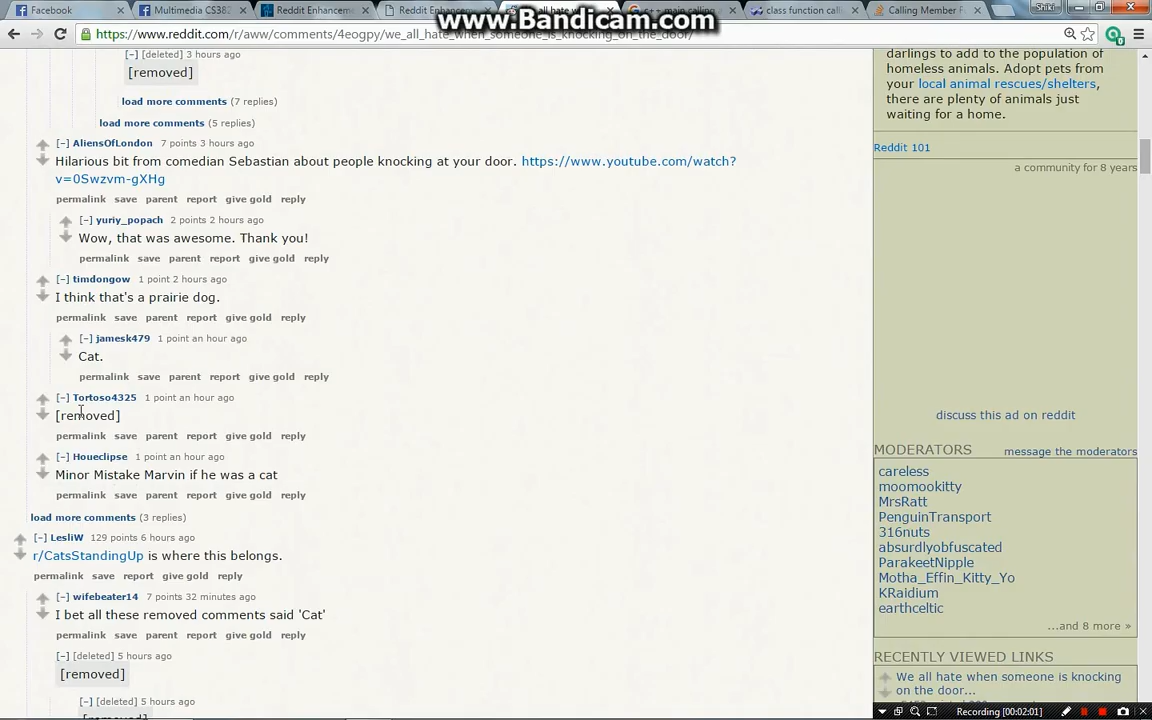 Facebook
Multimedia CS38
Reddit Enhancem
Reddit Enhancem
all hate w
c++ main calling
class function callin
Calling Member F
Shiki
www.Bandicam.com
https://www.reddit.com/r/aww/comments/4eogpy/we_all_hate_when_someone_is_knocking_on_the_door/
[-] [deleted] 3 hours ago
[removed]
load more comments (7 replies)
load more comments (5 replies)
[-] AliensOfLondon 7 points 3 hours ago
Hilarious bit from comedian Sebastian about people knocking at your door. https://www.youtube.com/watch?
v=0Swzvm-gXHg
permalink save parent report give gold reply
[-] yuriy_popach 2 points 2 hours ago
Wow, that was awesome. Thank you!
permalink save parent report give gold reply
[-] timdongow 1 point 2 hours ago
I think that's a prairie dog.
permalink save parent report give gold reply
[-] jamesk479 1 point an hour ago
Cat.
permalink save parent report give gold reply
[-] Tortoso4325 1 point an hour ago
[removed]
permalink save parent report give gold reply
[-] Houeclipse 1 point an hour ago
Minor Mistake Marvin if he was a cat
permalink save parent report give gold reply
load more comments (3 replies)
[-] LesliW 129 points 6 hours ago
r/CatsStandingUp is where this belongs.
permalink save report give gold reply
[-] wifebeater14 7 points 32 minutes ago
I bet all these removed comments said 'Cat'
permalink save parent report give gold reply
[-] [deleted] 5 hours ago
[removed]
[-] [deleted] 5 hours ago
[removed]
darlings to add to the population of
homeless animals. Adopt pets from
your local animal rescues/shelters,
there are plenty of animals just
waiting for a home.
Reddit 101
a community for 8 years
discuss this ad on reddit
MODERATORS message the moderators
careless
moomookitty
MrsRatt
PenguinTransport
316nuts
absurdlyobfuscated
ParakeetNipple
Motha_Effin_Kitty_Yo
KRaidium
earthceltic
...and 8 more »
RECENTLY VIEWED LINKS
We all hate when someone is knocking
on the door...
Recording [00:02:01]